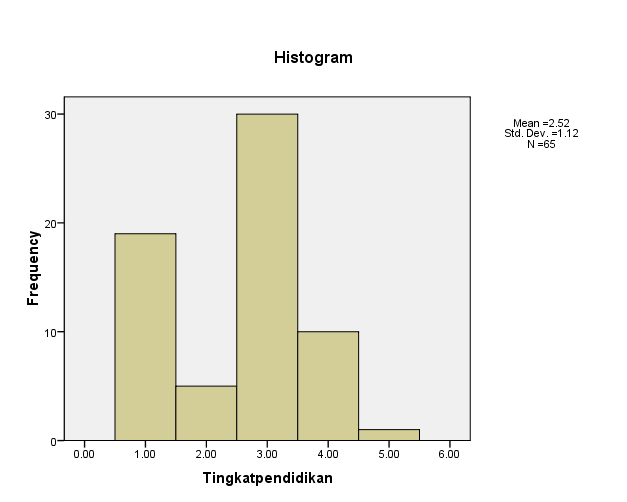 Histogram
Mean =2.52
Std. Dev. =1.12
N =65
30
20
10
0
Frequency
0.00 1.00 2.00 3.00 4.00 5.00 6.00
Tingkatpendidikan